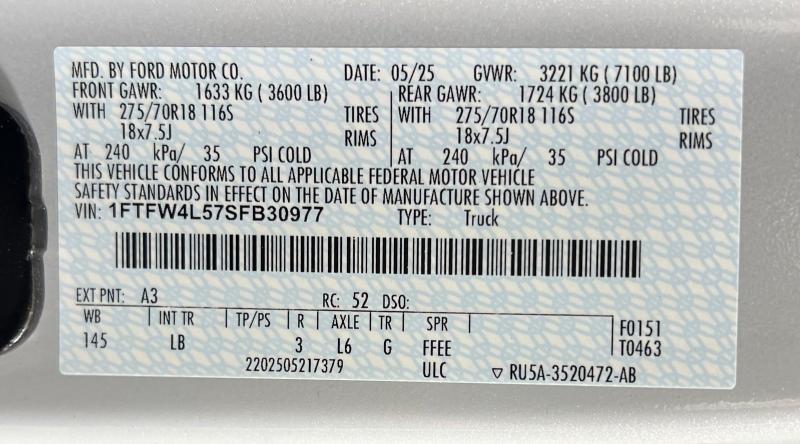 MFD. BY FORD MOTOR CO. DATE: 05/25 GVWR: 3221 KG ( 7100 LB)
FRONT GAWR: 1633 KG ( 3600 LB) REAR GAWR: 1724 KG ( 3800 LB)
WITH 275/70R18 116S TIRES WITH 275/70R18 116S TIRES
18x7.5J RIMS 18x7.5J RIMS
AT 240 kPa/ 35 PSI COLD AT 240 kPa/ 35 PSI COLD
THIS VEHICLE CONFORMS TO ALL APPLICABLE FEDERAL MOTOR VEHICLE
SAFETY STANDARDS IN EFFECT ON THE DATE OF MANUFACTURE SHOWN ABOVE.
VIN: 1FTFW4L57SFB30977 TYPE: Truck
EXT PNT: A3 RC: 52 DSO:
WB INT TR TP/PS R AXLE TR SPR F0151
145 LB 3 L6 G FFEE T0463
2202505217379 ULC ▽ RU5A-3520472-AB